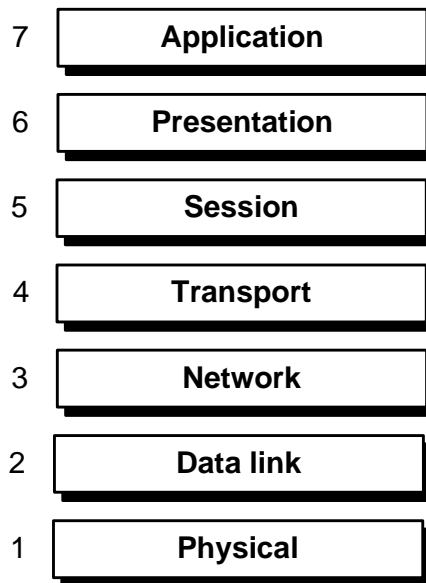 7 Application
6 Presentation
5 Session
4 Transport
3 Network
2 Data link
1 Physical